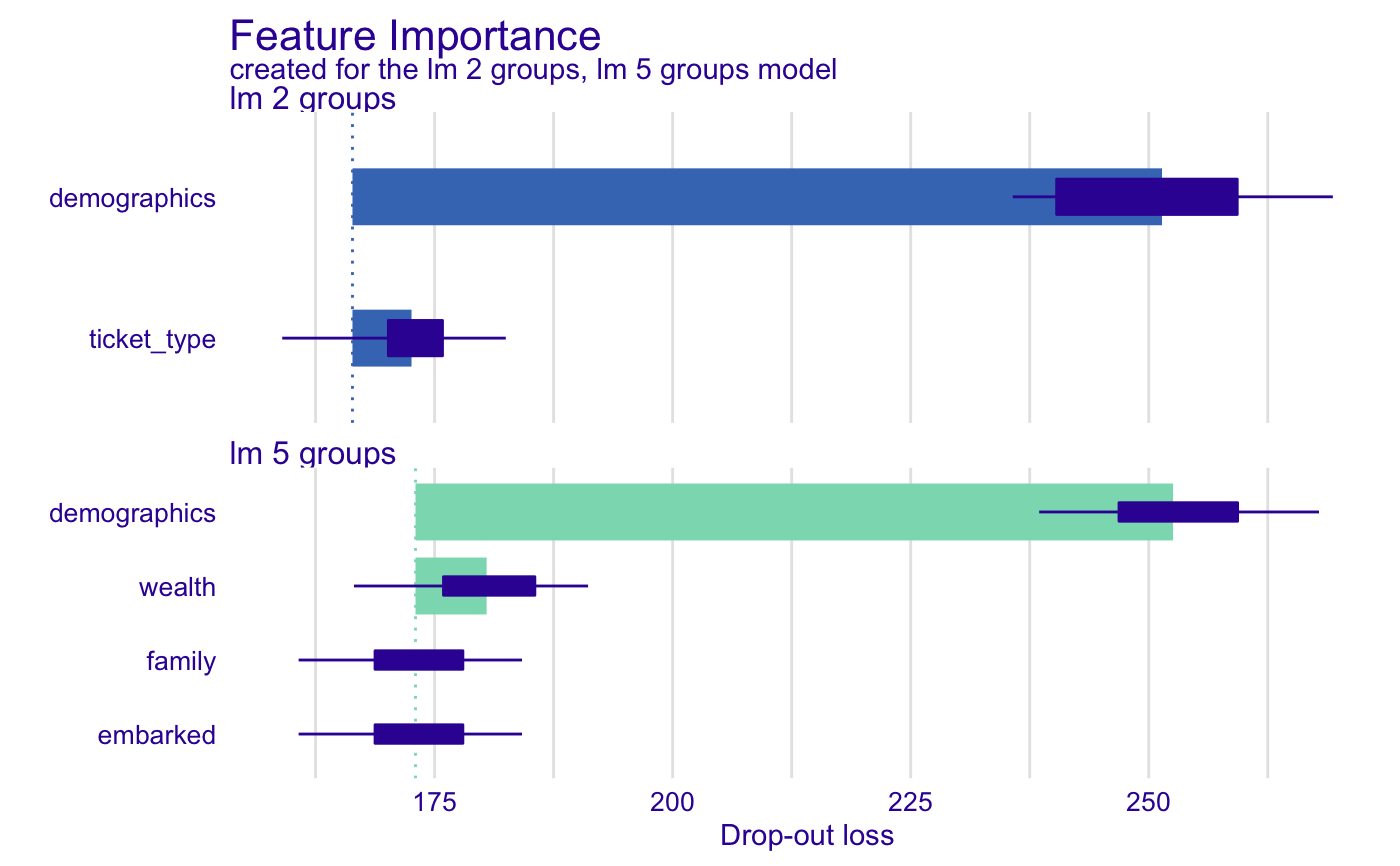 Feature Importance
created for the lm 2 groups, lm 5 groups model
lm 2 groups
demographics
ticket_type
lm 5 groups
demographics
wealth
family
embarked
175 200 225 250
Drop-out loss